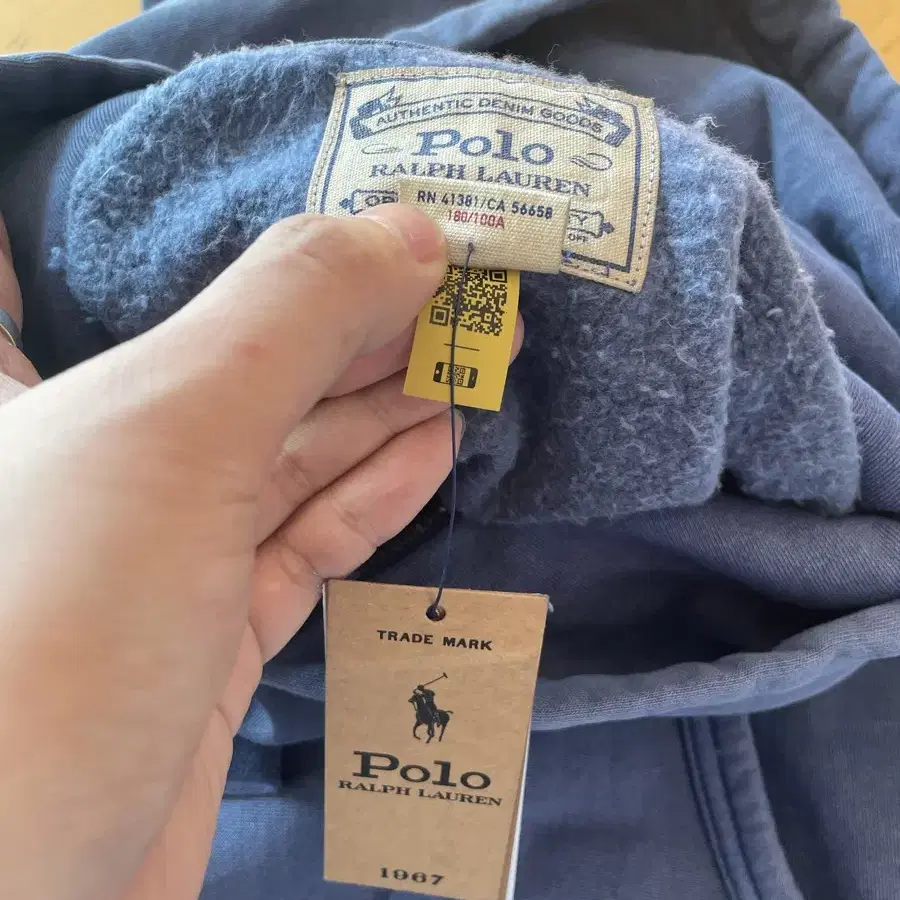 AUTHENTIC DENIM GOODS
Polo
RALPH LAUREN
RN 41381/CA 56658
180/100A
TRADE MARK
Polo
RALPH LAUREN
1967